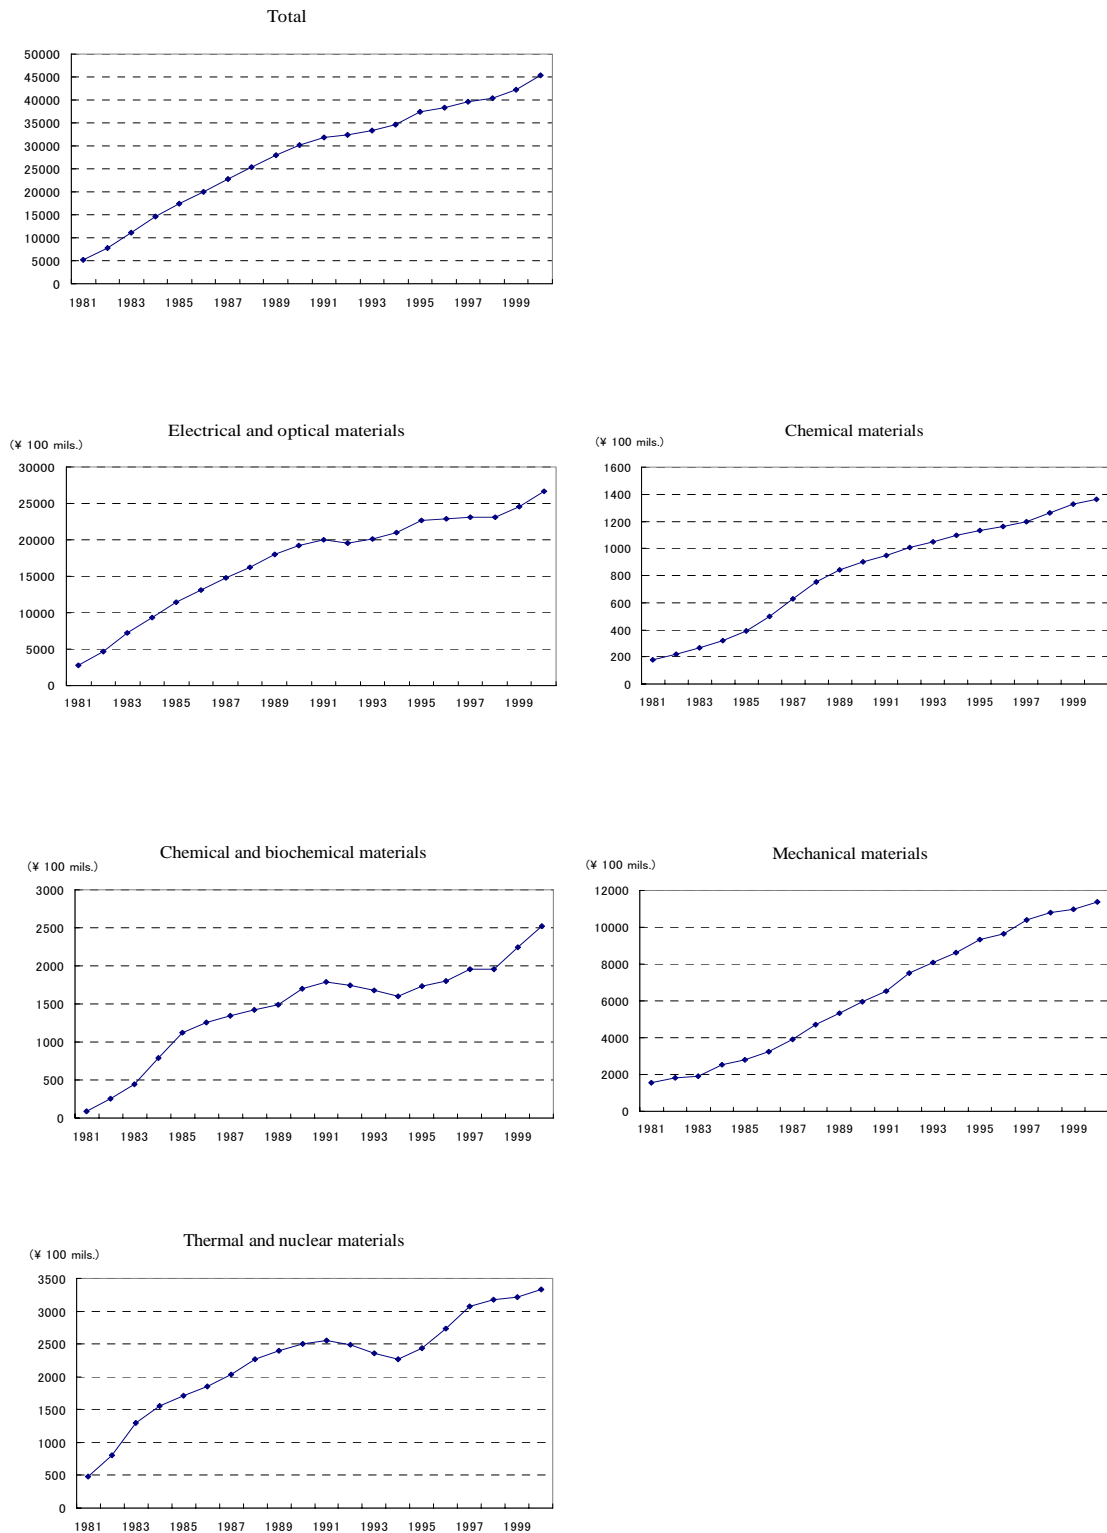 Total
50000
45000
40000
35000
30000
25000
20000
15000
10000
5000
0
1981 1983 1985 1987 1989 1991 1993 1995 1997 1999
Electrical and optical materials
(¥ 100 mils.)
30000
25000
20000
15000
10000
5000
0
1981 1983 1985 1987 1989 1991 1993 1995 1997 1999
Chemical materials
(¥ 100 mils.)
1600
1400
1200
1000
800
600
400
200
0
1981 1983 1985 1987 1989 1991 1993 1995 1997 1999
Chemical and biochemical materials
(¥ 100 mils.)
3000
2500
2000
1500
1000
500
0
1981 1983 1985 1987 1989 1991 1993 1995 1997 1999
Mechanical materials
(¥ 100 mils.)
12000
10000
8000
6000
4000
2000
0
1981 1983 1985 1987 1989 1991 1993 1995 1997 1999
Thermal and nuclear materials
(¥ 100 mils.)
3500
3000
2500
2000
1500
1000
500
0
1981 1983 1985 1987 1989 1991 1993 1995 1997 1999